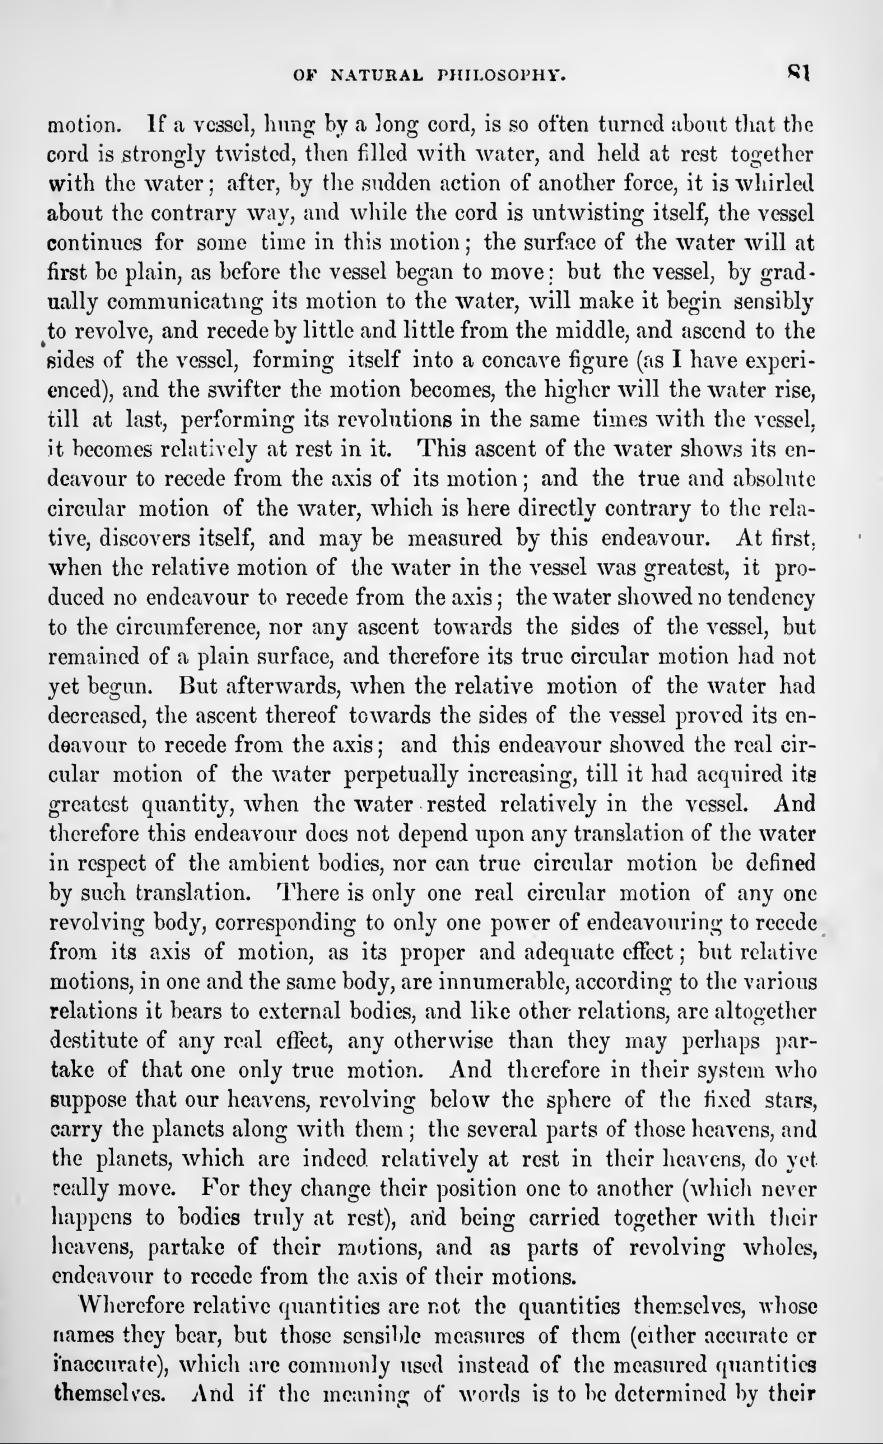 OF NATURAL PHILOSOPHY. 81
motion. If a vessel, hung by a long cord, is so often turned about that the
cord is strongly twisted, then filled with water, and held at rest together
with the water; after, by the sudden action of another force, it is whirled
about the contrary way, and while the cord is untwisting itself, the vessel
continues for some time in this motion; the surface of the water will at
first be plain, as before the vessel began to move: but the vessel, by grad-
ually communicating its motion to the water, will make it begin sensibly
to revolve, and recede by little and little from the middle, and ascend to the
sides of the vessel, forming itself into a concave figure (as I have experi-
enced), and the swifter the motion becomes, the higher will the water rise,
till at last, performing its revolutions in the same times with the vessel,
it becomes relatively at rest in it. This ascent of the water shows its en-
deavour to recede from the axis of its motion; and the true and absolute
circular motion of the water, which is here directly contrary to the rela-
tive, discovers itself, and may be measured by this endeavour. At first,
when the relative motion of the water in the vessel was greatest, it pro-
duced no endeavour to recede from the axis; the water showed no tendency
to the circumference, nor any ascent towards the sides of the vessel, but
remained of a plain surface, and therefore its true circular motion had not
yet begun. But afterwards, when the relative motion of the water had
decreased, the ascent thereof towards the sides of the vessel proved its en-
deavour to recede from the axis; and this endeavour showed the real cir-
cular motion of the water perpetually increasing, till it had acquired its
greatest quantity, when the water rested relatively in the vessel. And
therefore this endeavour does not depend upon any translation of the water
in respect of the ambient bodies, nor can true circular motion be defined
by such translation. There is only one real circular motion of any one
revolving body, corresponding to only one power of endeavouring to recede
from its axis of motion, as its proper and adequate effect; but relative
motions, in one and the same body, are innumerable, according to the various
relations it bears to external bodies, and like other relations, are altogether
destitute of any real effect, any otherwise than they may perhaps par-
take of that one only true motion. And therefore in their system who
suppose that our heavens, revolving below the sphere of the fixed stars,
carry the planets along with them; the several parts of those heavens, and
the planets, which are indeed relatively at rest in their heavens, do yet
really move. For they change their position one to another (which never
happens to bodies truly at rest), and being carried together with their
heavens, partake of their motions, and as parts of revolving wholes,
endeavour to recede from the axis of their motions.
Wherefore relative quantities are not the quantities themselves, whose
names they bear, but those sensible measures of them (either accurate or
inaccurate), which are commonly used instead of the measured quantities
themselves. And if the meaning of words is to be determined by their